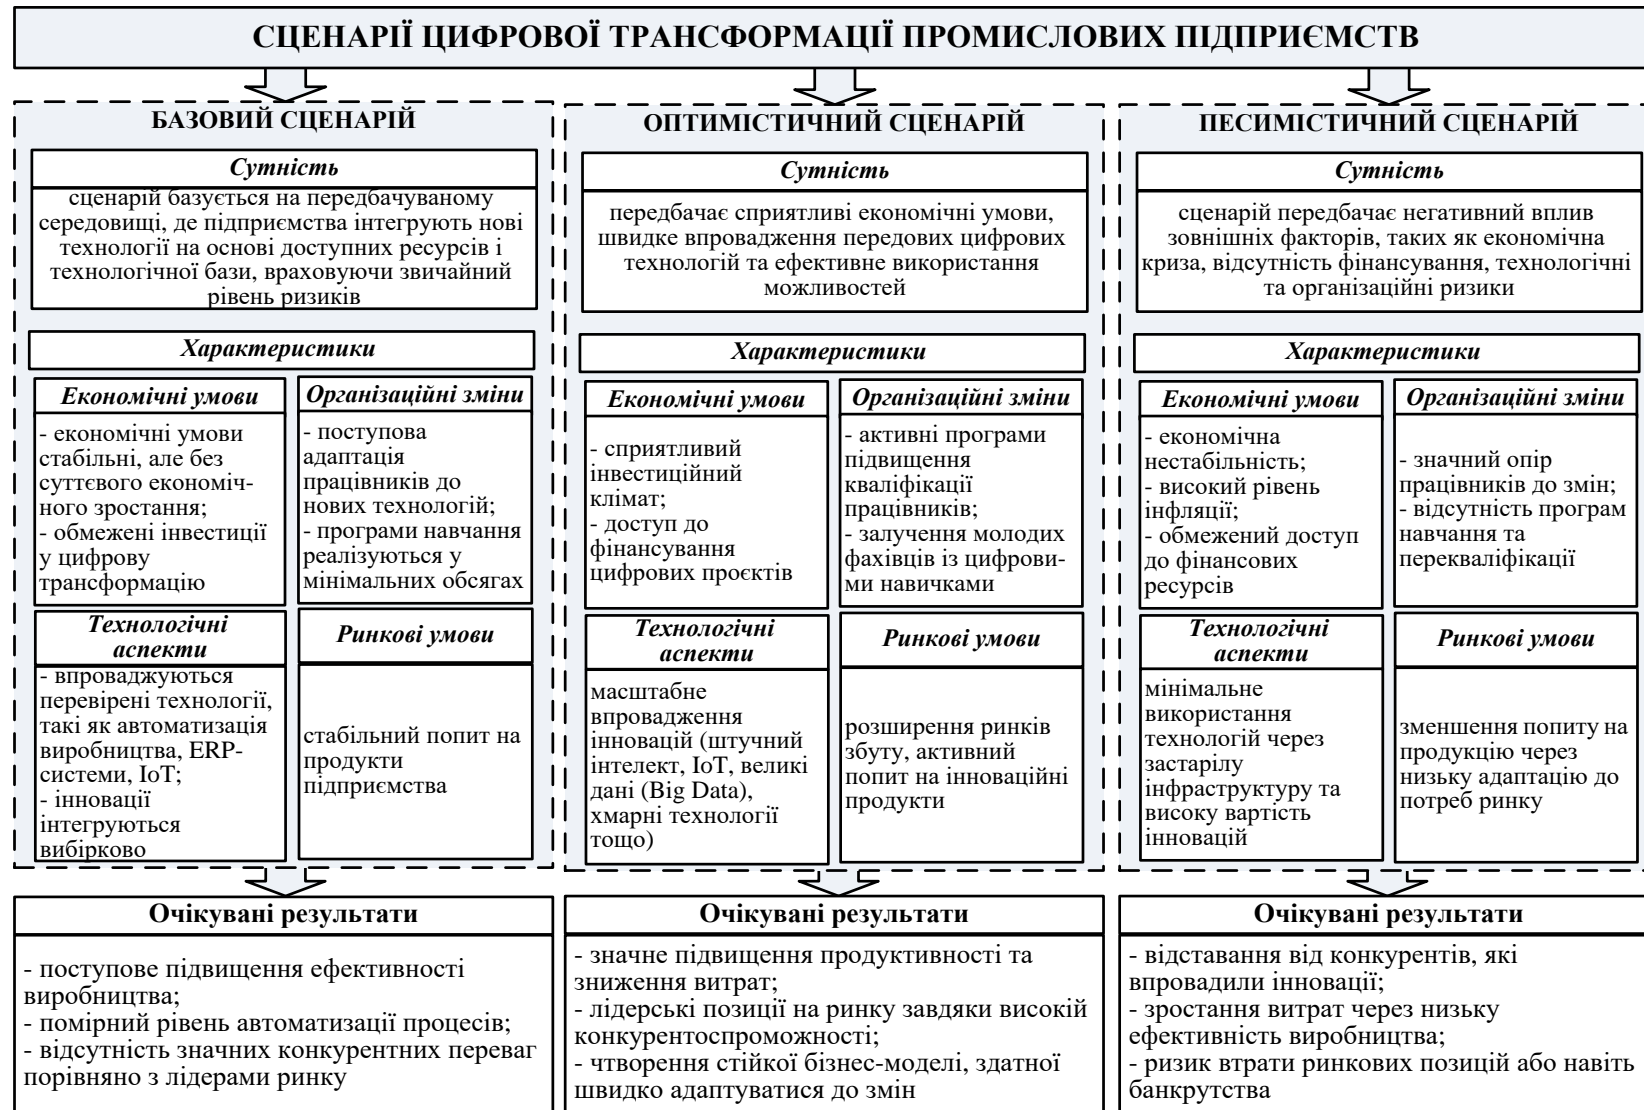 СЦЕНАРІЇ ЦИФРОВОЇ ТРАНСФОРМАЦІЇ ПРОМИСЛОВИХ ПІДПРИЄМСТВ
БАЗОВИЙ СЦЕНАРІЙ
Сутність
сценарій базується на передбачуваному
середовищі, де підприємства інтегрують нові
технології на основі доступних ресурсів і
технологічної бази, враховуючи звичайний
рівень ризиків
Характеристики
Економічні умови
- економічні умови
стабільні, але без
суттєвого економіч-
ного зростання;
- обмежені інвестиції
у цифрову
трансформацію
Організаційні зміни
- поступова
адаптація
працівників до
нових технологій;
- програми навчання
реалізуються у
мінімальних обсягах
Технологічні
аспекти
- впроваджуються
перевірені технології,
такі як автоматизація
виробництва, ERP-
системи, IoT;
- інновації
інтегруються
вибірково
Ринкові умови
стабільний попит на
продукти
підприємства
Очікувані результати
- поступове підвищення ефективності
виробництва;
- помірний рівень автоматизації процесів;
- відсутність значних конкурентних переваг
порівняно з лідерами ринку
ОПТИМІСТИЧНИЙ СЦЕНАРІЙ
Сутність
передбачає сприятливі економічні умови,
швидке впровадження передових цифрових
технологій та ефективне використання
можливостей
Характеристики
Економічні умови
- сприятливий
інвестиційний
клімат;
- доступ до
фінансування
цифрових проєктів
Організаційні зміни
- активні програми
підвищення
кваліфікації
працівників;
- залучення молодих
фахівців із цифрови-
ми навичками
Технологічні
аспекти
масштабне
впровадження
інновацій (штучний
інтелект, IoT, великі
дані (Big Data),
хмарні технології
тощо)
Ринкові умови
розширення ринків
збуту, активний
попит на інноваційні
продукти
Очікувані результати
- значне підвищення продуктивності та
зниження витрат;
- лідерські позиції на ринку завдяки високій
конкурентоспроможності;
- чтворення стійкої бізнес-моделі, здатної
швидко адаптуватися до змін
ПЕСИМІСТИЧНИЙ СЦЕНАРІЙ
Сутність
сценарій передбачає негативний вплив
зовнішніх факторів, таких як економічна
криза, відсутність фінансування, технологічні
та організаційні ризики
Характеристики
Економічні умови
- економічна
нестабільність;
- високий рівень
інфляції;
- обмежений доступ
до фінансових
ресурсів
Організаційні зміни
- значний опір
працівників до змін;
- відсутність програм
навчання та
перекваліфікації
Технологічні
аспекти
мінімальне
використання
технологій через
застарілу
інфраструктуру та
високу вартість
інновацій
Ринкові умови
зменшення попиту на
продукцію через
низьку адаптацію до
потреб ринку
Очікувані результати
- відставання від конкурентів, які
впровадили інновації;
- зростання витрат через низьку
ефективність виробництва;
- ризик втрати ринкових позицій або навіть
банкрутства